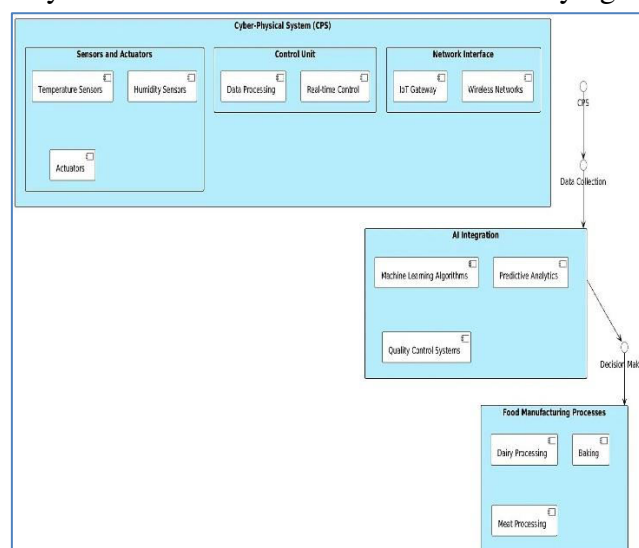 Cyber-Physical System (CPS)
Sensors and Actuators
Control Unit
Network Interface
Temperature Sensors
Humidity Sensors
Data Processing
Real-time Control
IoT Gateway
Wireless Networks
Actuators
CPS
Data Collection
AI Integration
Machine Learning Algorithms
Predictive Analytics
Quality Control Systems
Decision Mak
Food Manufacturing Processes
Dairy Processing
Baking
Meat Processing